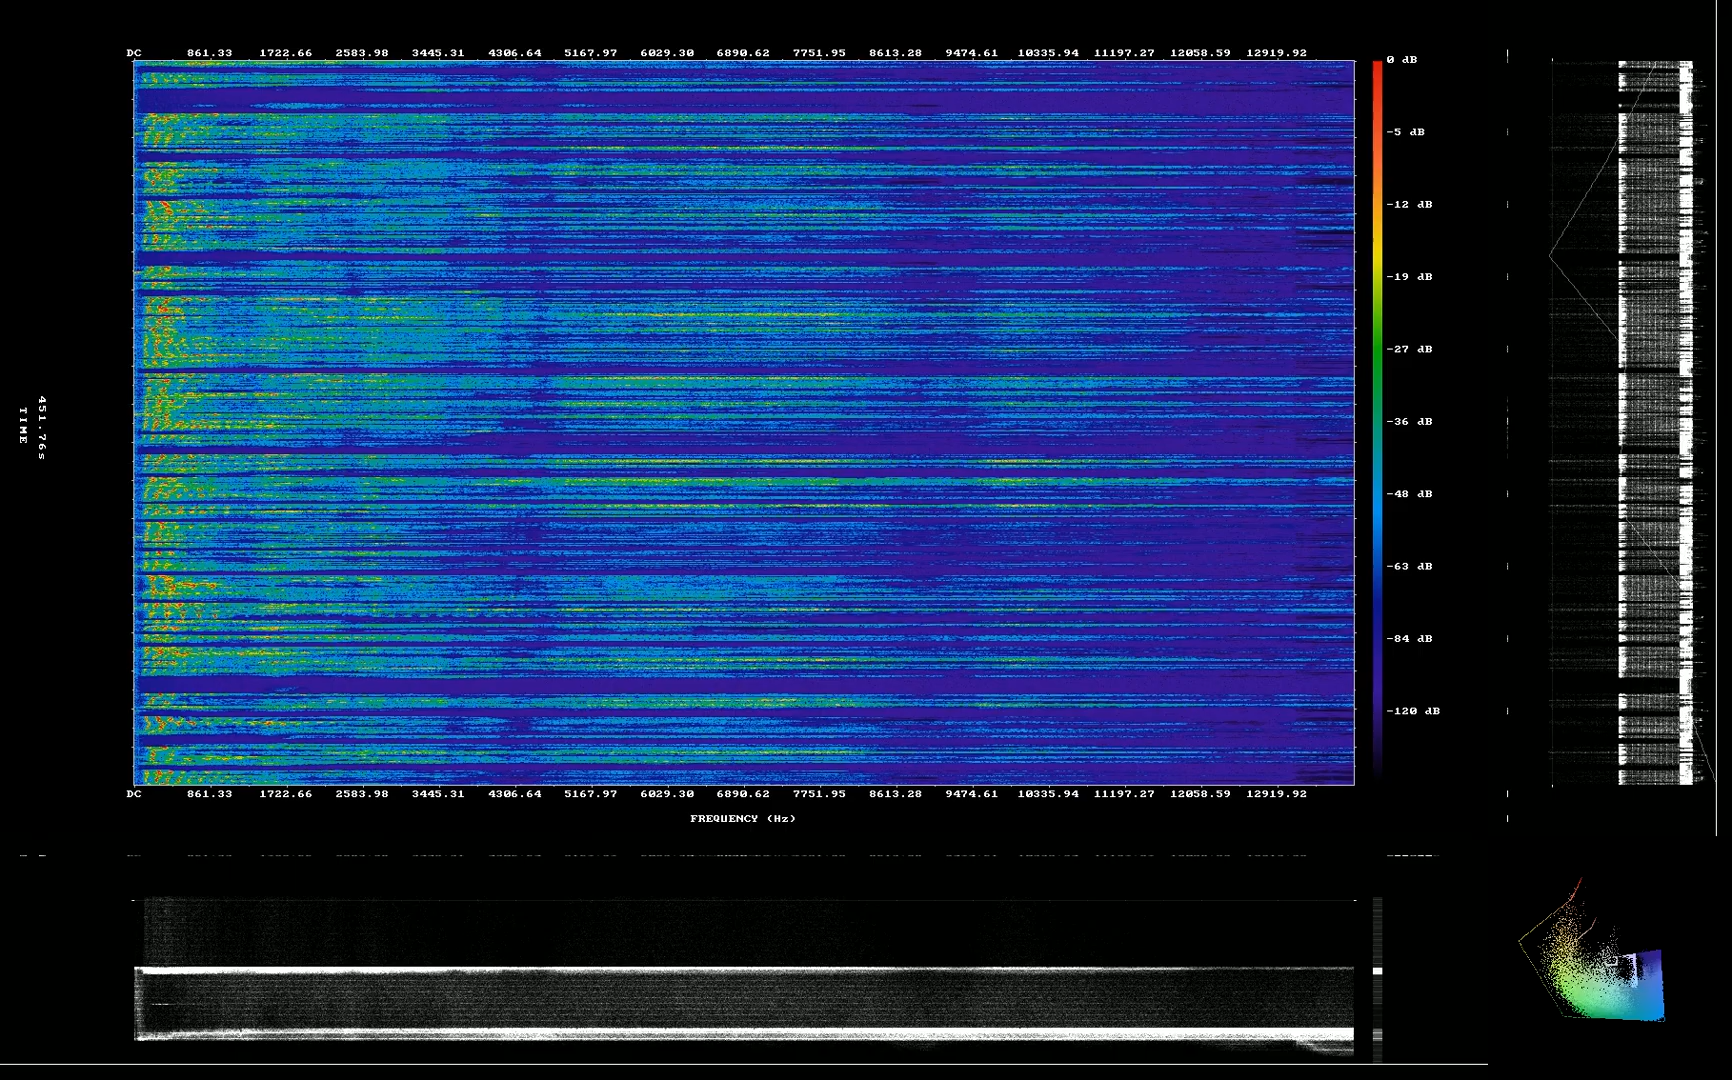 DC 861.33 1722.66 2583.98 3445.31 4306.64 5167.97 6029.30 6890.62 7751.95 8613.28 9474.61 10335.94 11197.27 12058.59 12919.92
0 dB
-5 dB
-12 dB
-19 dB
-27 dB
-36 dB
-48 dB
-63 dB
-84 dB
-120 dB
TIME
451.76s
DC 861.33 1722.66 2583.98 3445.31 4306.64 5167.97 6029.30 6890.62 7751.95 8613.28 9474.61 10335.94 11197.27 12058.59 12919.92
FREQUENCY (Hz)